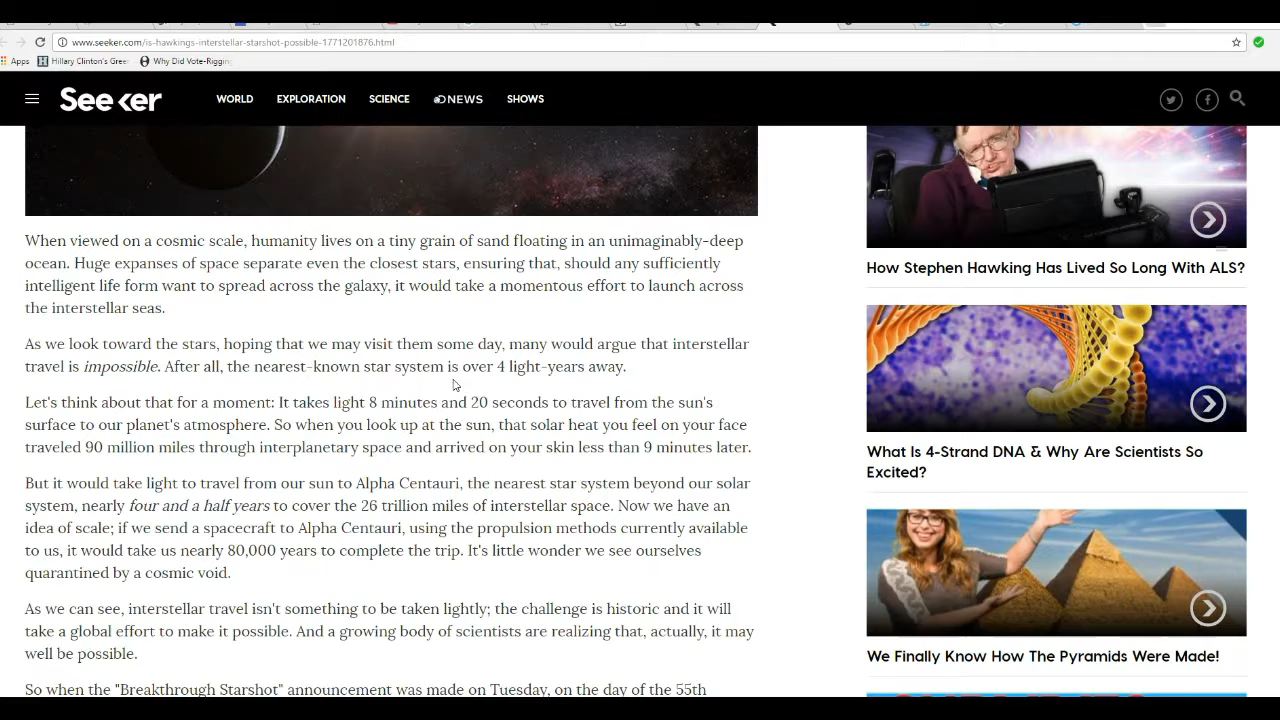 www.seeker.com/is-hawkings-interstellar-starshot-possible-1771201876.html
Apps Hillary Clinton's Gree Why Did Vote-Riggin
Seeker WORLD EXPLORATION SCIENCE NEWS SHOWS
When viewed on a cosmic scale, humanity lives on a tiny grain of sand floating in an unimaginably-deep
ocean. Huge expanses of space separate even the closest stars, ensuring that, should any sufficiently
intelligent life form want to spread across the galaxy, it would take a momentous effort to launch across
the interstellar seas.
As we look toward the stars, hoping that we may visit them some day, many would argue that interstellar
travel is impossible. After all, the nearest-known star system is over 4 light-years away.
Let's think about that for a moment: It takes light 8 minutes and 20 seconds to travel from the sun's
surface to our planet's atmosphere. So when you look up at the sun, that solar heat you feel on your face
traveled 90 million miles through interplanetary space and arrived on your skin less than 9 minutes later.
But it would take light to travel from our sun to Alpha Centauri, the nearest star system beyond our solar
system, nearly four and a half years to cover the 26 trillion miles of interstellar space. Now we have an
idea of scale; if we send a spacecraft to Alpha Centauri, using the propulsion methods currently available
to us, it would take us nearly 80,000 years to complete the trip. It's little wonder we see ourselves
quarantined by a cosmic void.
As we can see, interstellar travel isn't something to be taken lightly; the challenge is historic and it will
take a global effort to make it possible. And a growing body of scientists are realizing that, actually, it may
well be possible.
So when the "Breakthrough Starshot" announcement was made on Tuesday, on the day of the 55th
How Stephen Hawking Has Lived So Long With ALS?
What Is 4-Strand DNA & Why Are Scientists So
Excited?
We Finally Know How The Pyramids Were Made!